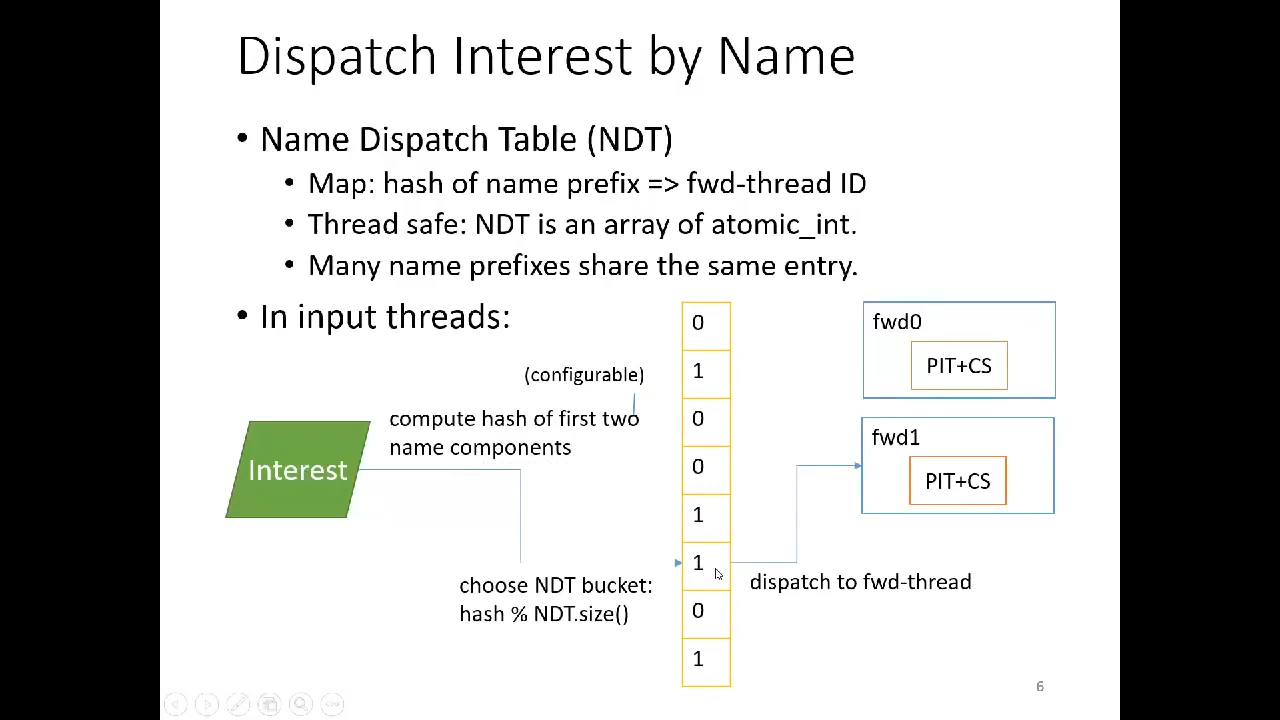 Dispatch Interest by Name
• Name Dispatch Table (NDT)
• Map: hash of name prefix => fwd-thread ID
• Thread safe: NDT is an array of atomic_int.
• Many name prefixes share the same entry.
• In input threads:
(configurable)
compute hash of first two
name components
Interest
choose NDT bucket:
hash % NDT.size()
0
1
0
0
1
1
0
1
dispatch to fwd-thread
fwd0
PIT+CS
fwd1
PIT+CS
6